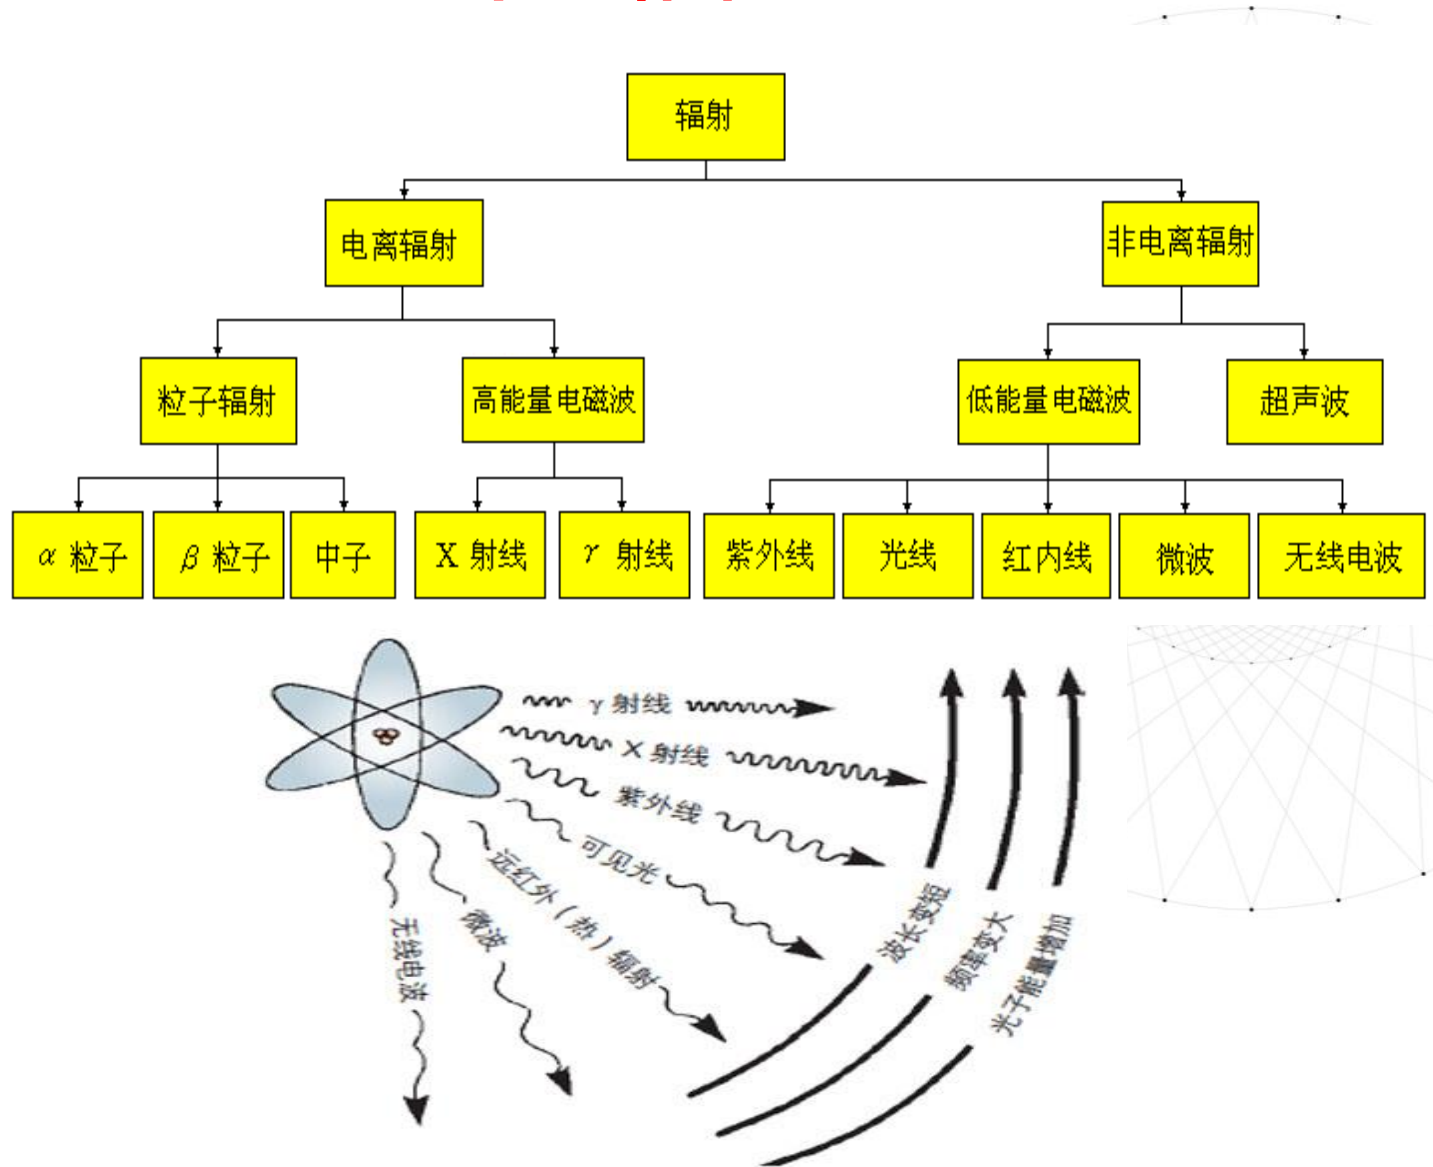 辐射
电离辐射
非电离辐射
粒子辐射
高能量电磁波
低能量电磁波
超声波
α 粒子
β 粒子
中子
X 射线
r 射线
紫外线
光线
红内线
微波
无线电波
γ 射线
X 射线
紫外线
可见光
远红外(热)辐射
微波
无线电波
波长变短
频率变大
光子能量增加